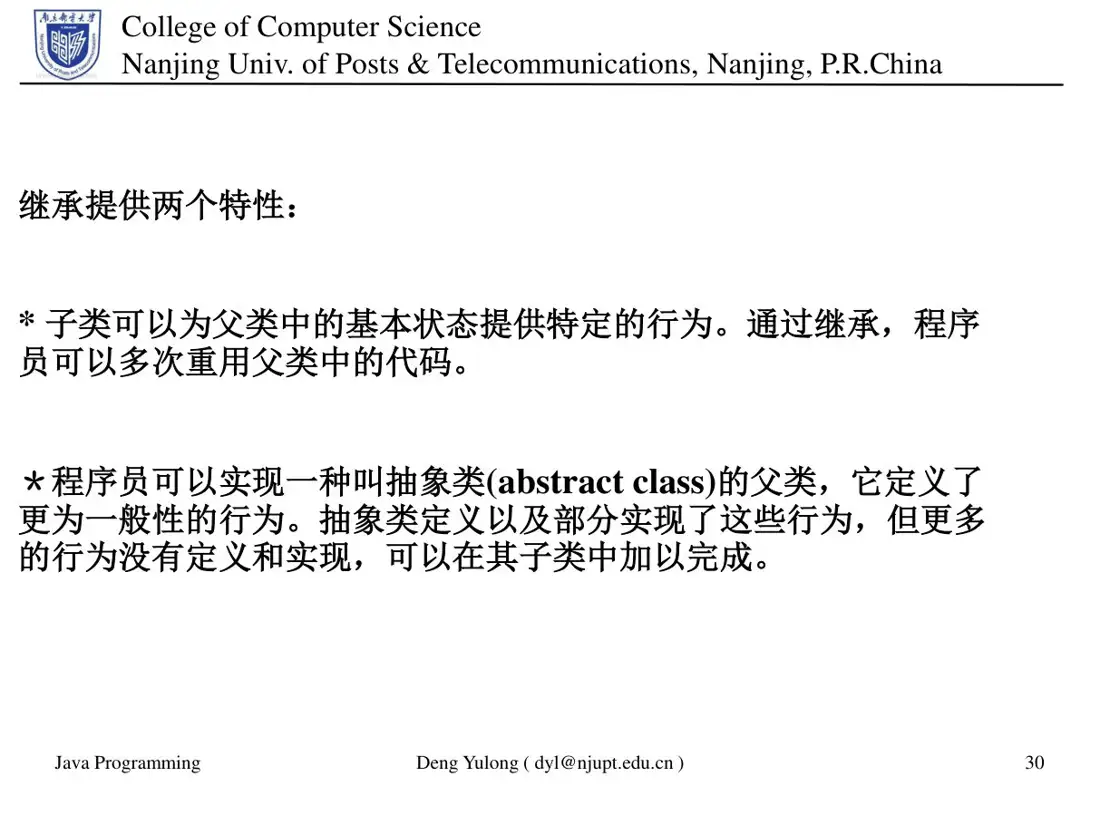 College of Computer Science
Nanjing Univ. of Posts & Telecommunications, Nanjing, P.R.China
继承提供两个特性：
* 子类可以为父类中的基本状态提供特定的行为。通过继承，程序
员可以多次重用父类中的代码。
＊程序员可以实现一种叫抽象类(abstract class)的父类，它定义了
更为一般性的行为。抽象类定义以及部分实现了这些行为，但更多
的行为没有定义和实现，可以在其子类中加以完成。
Java Programming
Deng Yulong ( dyl@njupt.edu.cn )
30